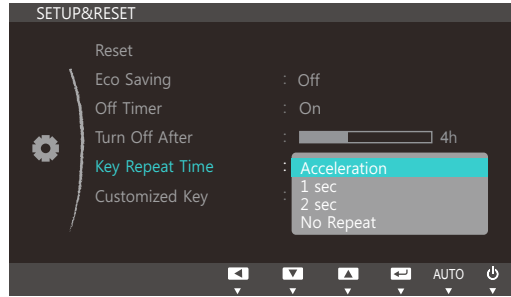 SETUP&RESET
Reset
Eco Saving : Off
Off Timer : On
Turn Off After : 4h
Key Repeat Time : Acceleration
1 sec
2 sec
Customized Key :
No Repeat
AUTO